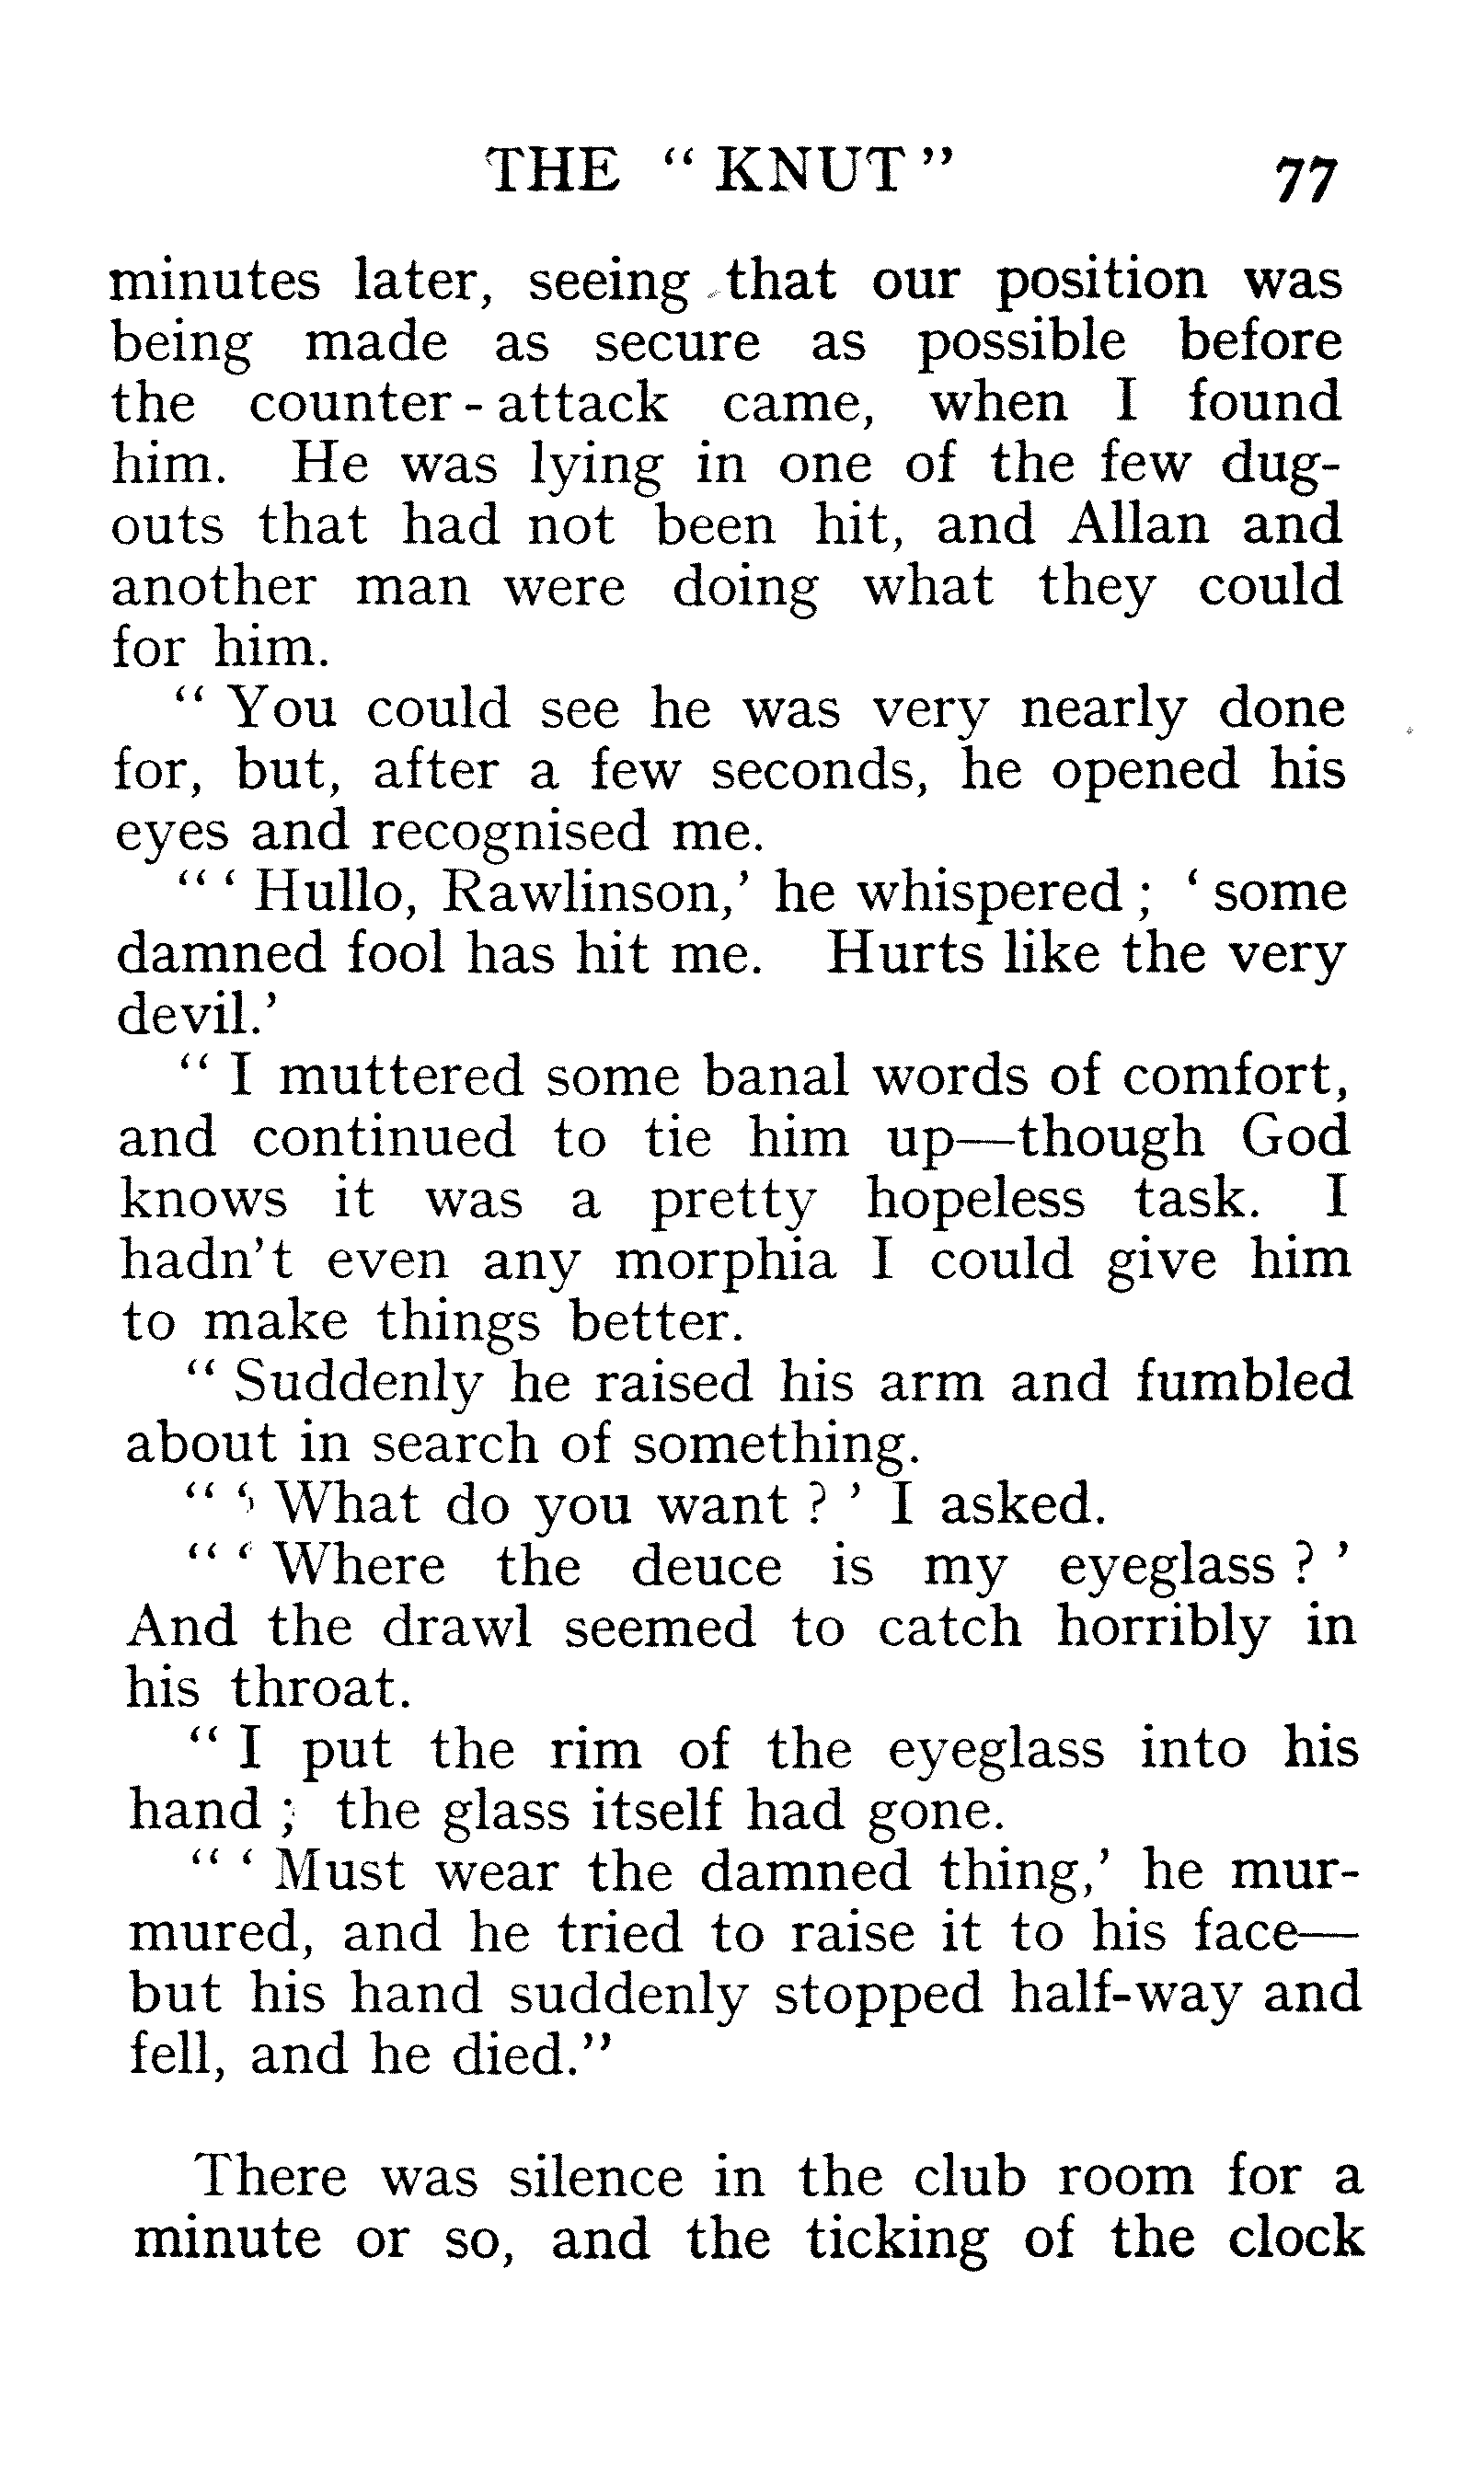 THE " KNUT" 77
minutes later, seeing that our position was
being made as secure as possible before
the counter-attack came, when I found
him. He was lying in one of the few dug-
outs that had not been hit, and Allan and
another man were doing what they could
for him.
" You could see he was very nearly done
for, but, after a few seconds, he opened his
eyes and recognised me.
" ' Hullo, Rawlinson,' he whispered ; ' some
damned fool has hit me. Hurts like the very
devil.'
" I muttered some banal words of comfort,
and continued to tie him up—though God
knows it was a pretty hopeless task. I
hadn't even any morphia I could give him
to make things better.
" Suddenly he raised his arm and fumbled
about in search of something.
" ' What do you want ? ' I asked.
" ' Where the deuce is my eyeglass ? '
And the drawl seemed to catch horribly in
his throat.
" I put the rim of the eyeglass into his
hand ; the glass itself had gone.
" ' Must wear the damned thing,' he mur-
mured, and he tried to raise it to his face—
but his hand suddenly stopped half-way and
fell, and he died."
There was silence in the club room for a
minute or so, and the ticking of the clock